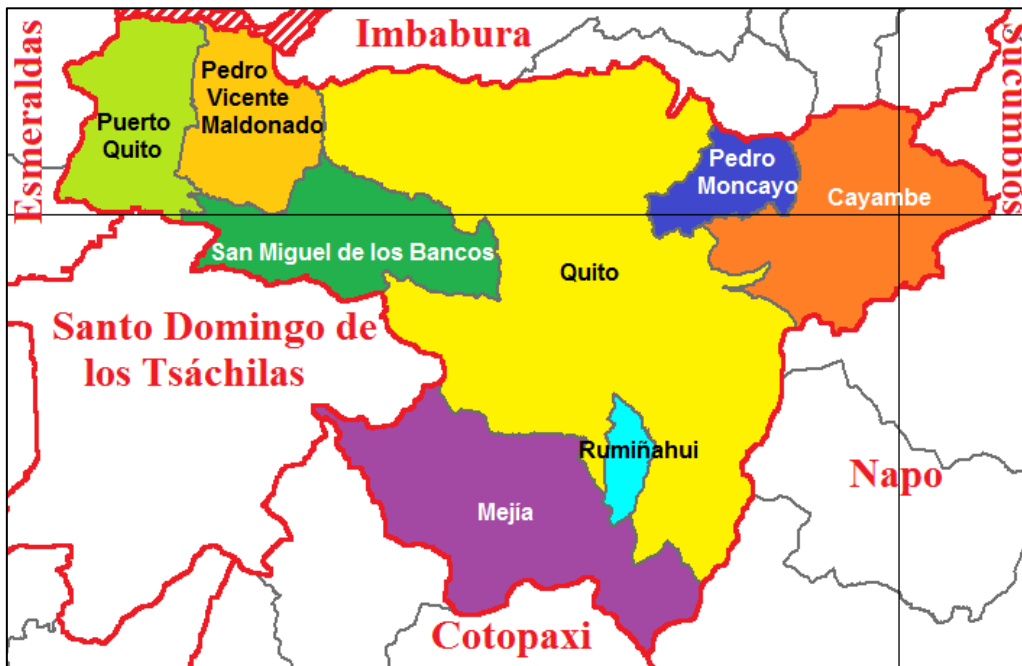 Imbabura
Esmeraldas
Sucumbíos
Pedro
Vicente
Maldonado
Puerto
Quito
Pedro
Moncayo
Cayambe
San Miguel de los Bancos
Quito
Santo Domingo de
los Tsáchilas
Rumiñahui
Napo
Mejía
Cotopaxi